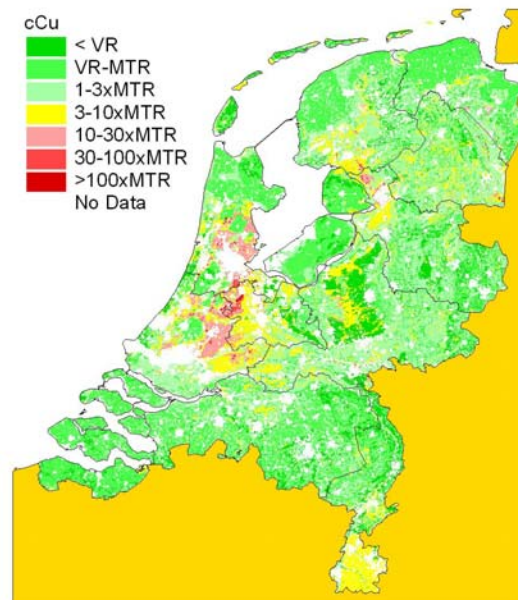 cCu
< VR
VR-MTR
1-3xMTR
3-10xMTR
10-30xMTR
30-100xMTR
>100xMTR
No Data